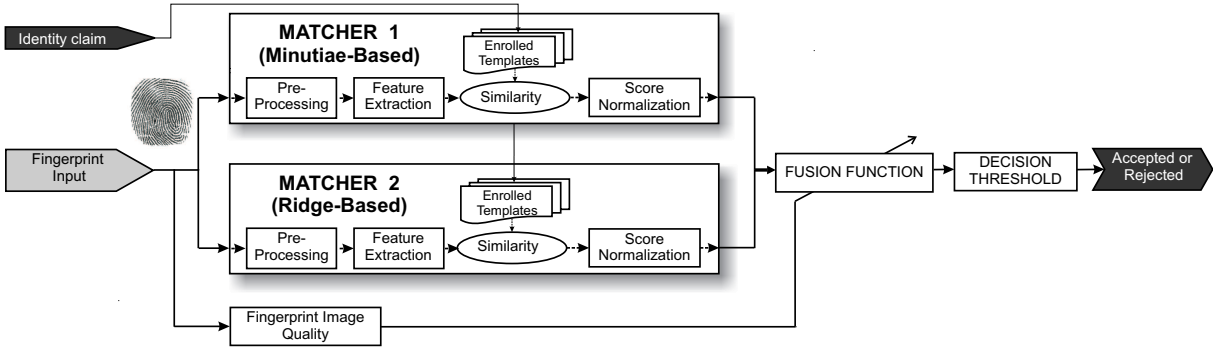 Identity claim
MATCHER 1
(Minutiae-Based)
Enrolled
Templates
Pre-
Processing
Feature
Extraction
Similarity
Score
Normalization
Fingerprint
Input
MATCHER 2
(Ridge-Based)
Enrolled
Templates
Pre-
Processing
Feature
Extraction
Similarity
Score
Normalization
FUSION FUNCTION
DECISION
THRESHOLD
Accepted or
Rejected
Fingerprint Image
Quality